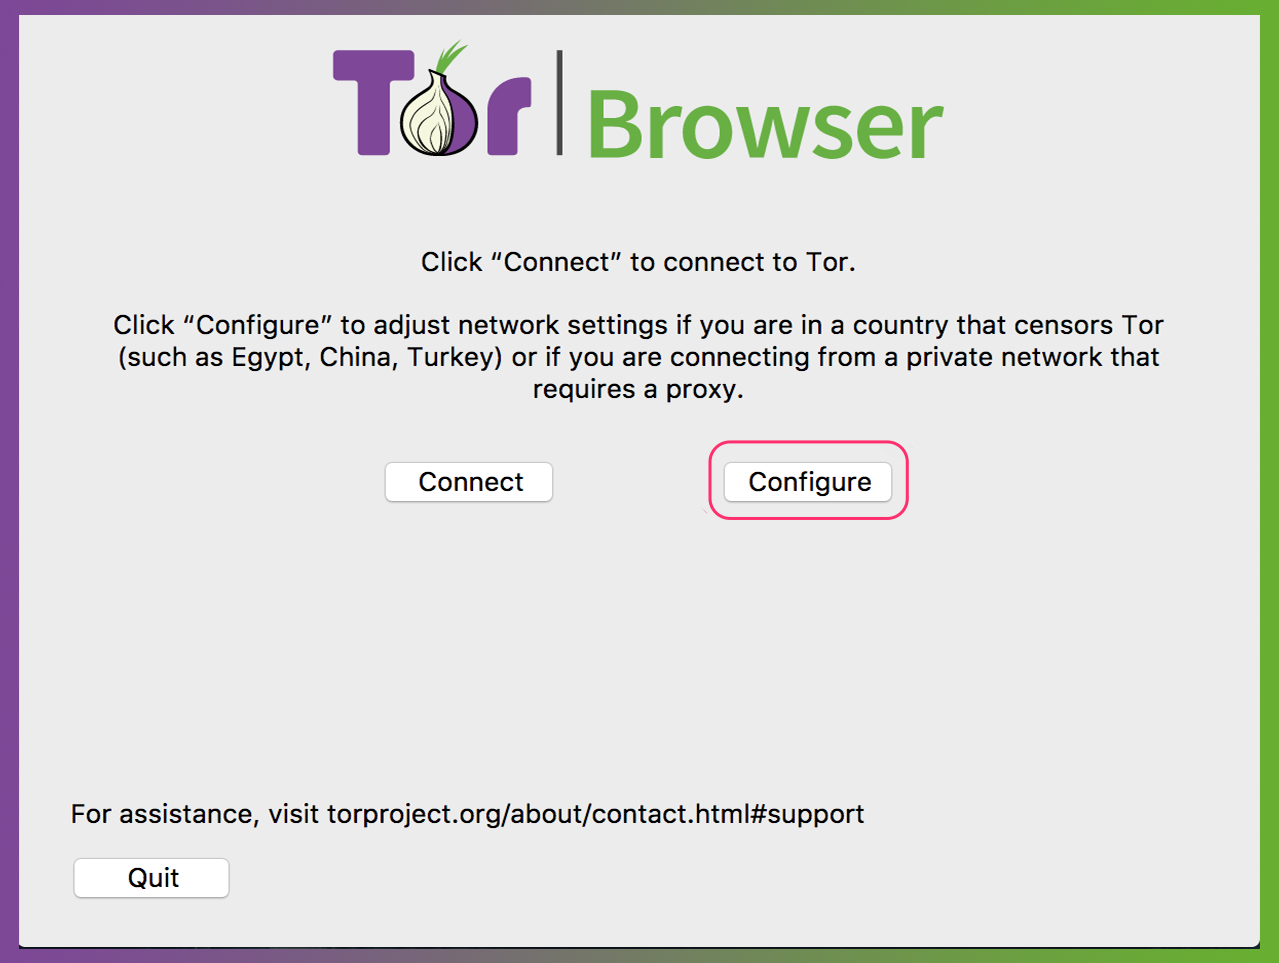 Tor | Browser
Click “Connect” to connect to Tor.
Click “Configure” to adjust network settings if you are in a country that censors Tor
(such as Egypt, China, Turkey) or if you are connecting from a private network that
requires a proxy.
Connect
Configure
For assistance, visit torproject.org/about/contact.html#support
Quit